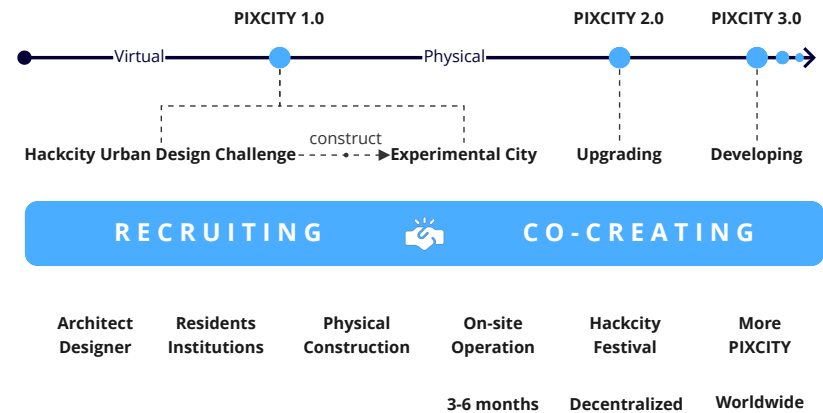 PIXCITY 1.0
PIXCITY 2.0
PIXCITY 3.0
Virtual
Physical
construct
Hackcity Urban Design Challenge
Experimental City
Upgrading
Developing
RECRUITING
CO-CREATING
Architect
Designer
Residents
Institutions
Physical
Construction
On-site
Operation
Hackcity
Festival
More
PIXCITY
3-6 months
Decentralized
Worldwide